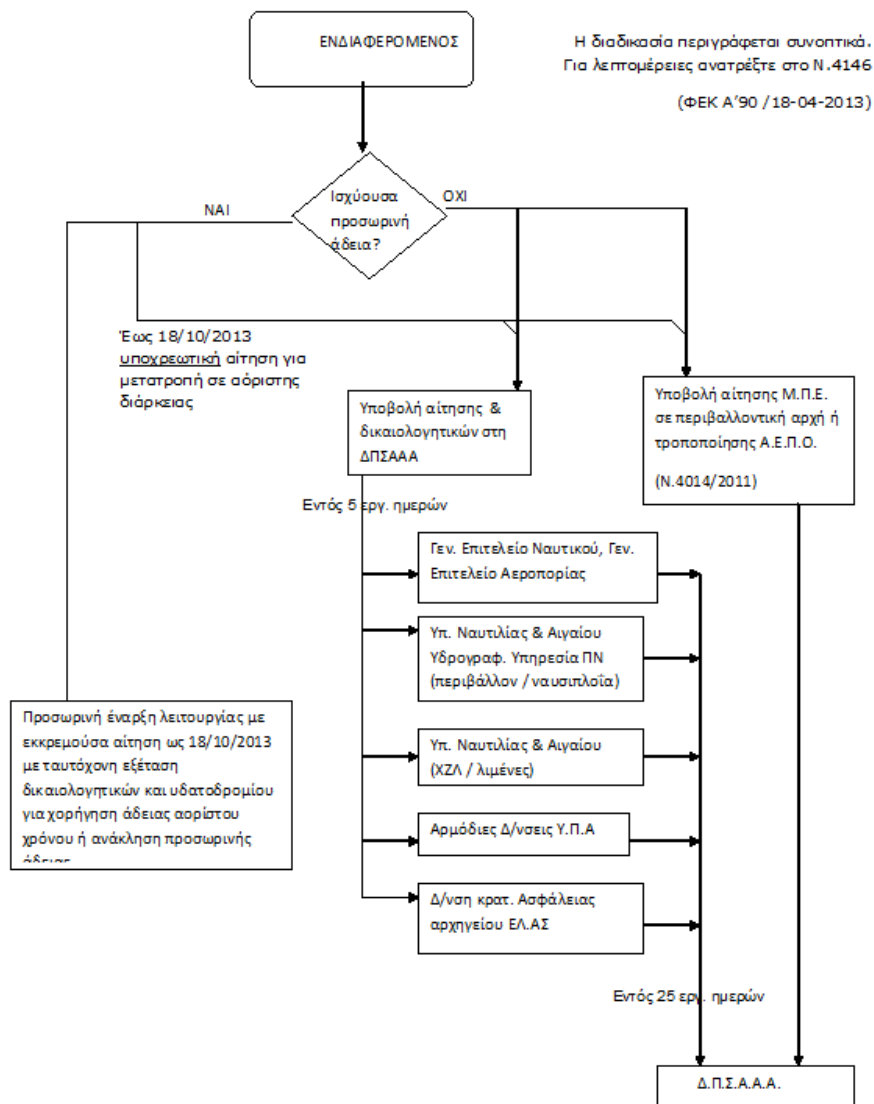 ΕΝΔΙΑΦΕΡΟΜΕΝΟΣ
Η διαδικασία περιγράφεται συνοπτικά.
Για λεπτομέρειες ανατρέξτε στο Ν.4146
(ΦΕΚ Α'90 /18-04-2013)
Ισχύουσα
προσωρινή
άδεια?
ΝΑΙ
ΟΧΙ
Έως 18/10/2013
υποχρεωτική αίτηση για
μετατροπή σε αόριστης
διάρκειας
Υποβολή αίτησης &
δικαιολογητικών στη
ΔΠΣΑΑΑ
Υποβολή αίτησης Μ.Π.Ε.
σε περιβαλλοντική αρχή ή
τροποποίησης Α.Ε.Π.Ο.
(Ν.4014/2011)
Εντός 5 εργ. ημερών
Γεν. Επιτελείο Ναυτικού, Γεν.
Επιτελείο Αεροπορίας
Υπ. Ναυτιλίας & Αιγαίου
Υδρογραφ. Υπηρεσία ΠΝ
(περιβάλλον / ναυσιπλοΐα)
Υπ. Ναυτιλίας & Αιγαίου
(ΧΖΛ / λιμένες)
Αρμόδιες Δ/νσεις Υ.Π.Α
Δ/νση κρατ. Ασφάλειας
αρχηγείου ΕΛ.ΑΣ
Προσωρινή έναρξη λειτουργίας με
εκκρεμούσα αίτηση ως 18/10/2013
με ταυτόχονη εξέταση
δικαιολογητικών και υδατοδρομίου
για χορήγηση άδειας αορίστου
χρόνου ή ανάκληση προσωρινής
άδειας
Εντός 25 εργ. ημερών
Δ.Π.Σ.Α.Α.Α.